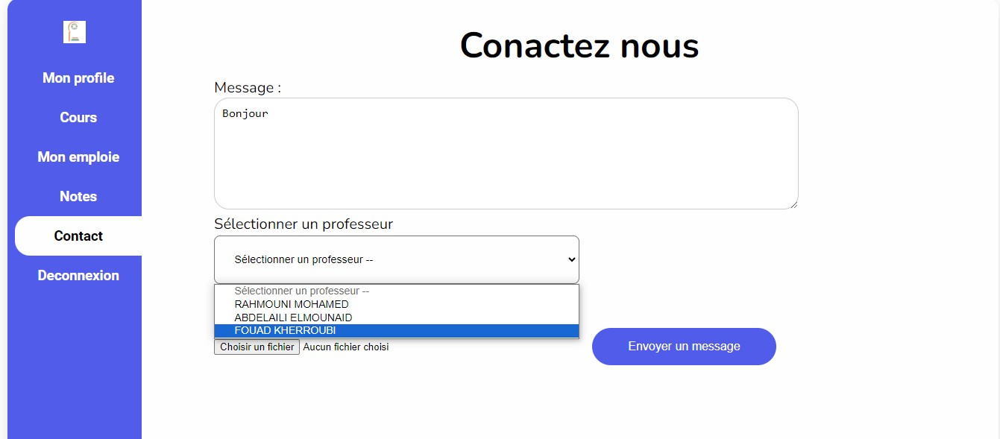 Mon profile
Cours
Mon emploie
Notes
Contact
Deconnexion
Conactez nous
Message :
Bonjour
Sélectionner un professeur
Sélectionner un professeur --
Sélectionner un professeur --
RAHMOUNI MOHAMED
ABDELAILI ELMOUNAID
FOUAD KHERROUBI
Choisir un fichier Aucun fichier choisi
Envoyer un message